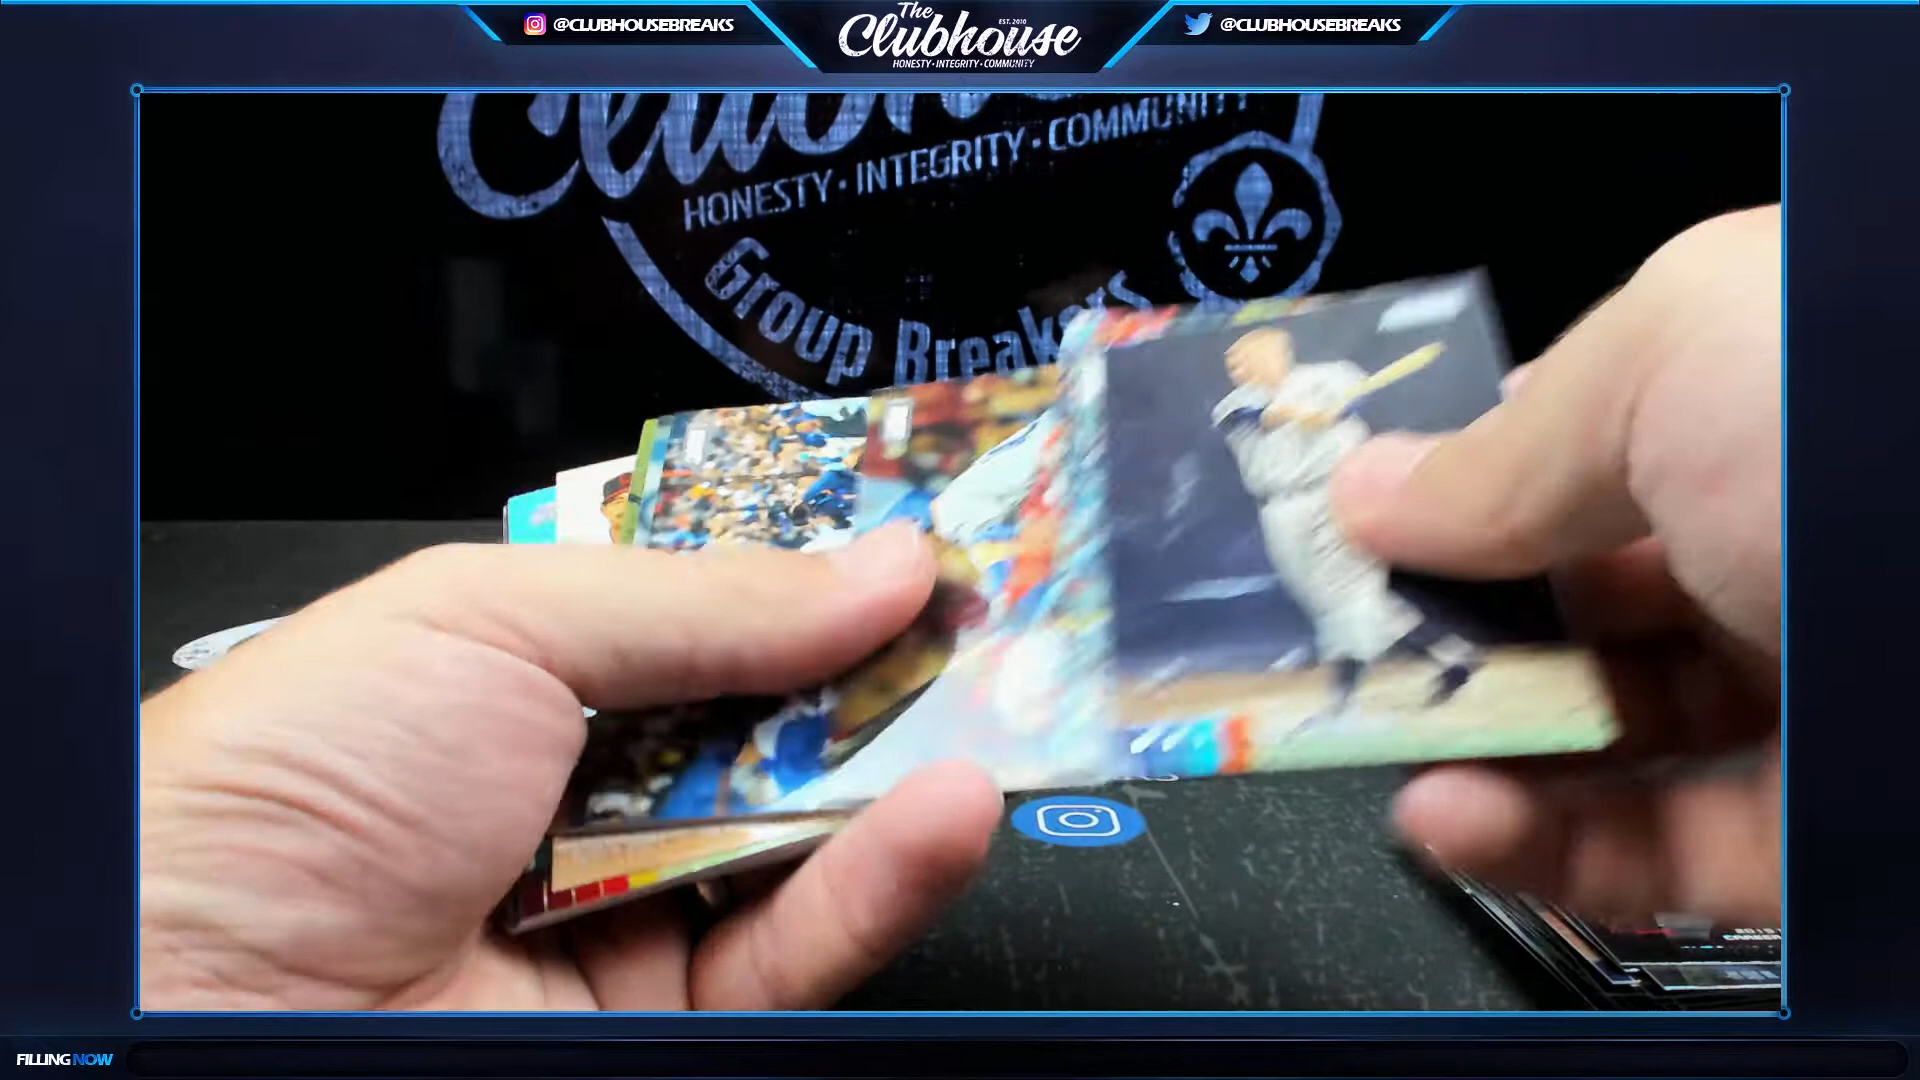 @CLUBHOUSEBREAKS
The
Clubhouse
EST. 2010
HONESTY • INTEGRITY • COMMUNITY
@CLUBHOUSEBREAKS
HONESTY • INTEGRITY • COMMUNITY
Group Breakers
FILLING NOW